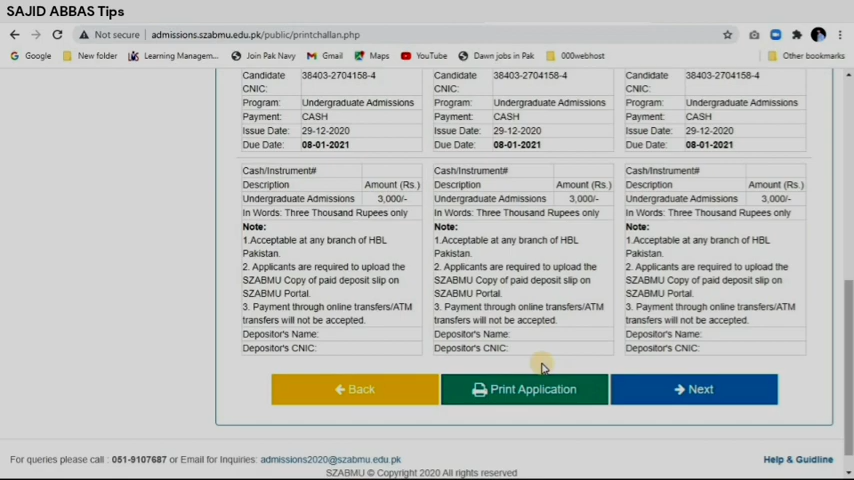 SAJID ABBAS Tips
Not secure | admissions.szabmu.edu.pk/public/printchallan.php
Google New folder Learning Managem... Join Pak Navy Gmail Maps YouTube Dawn jobs in Pak 000webhost Other bookmarks
Candidate CNIC: 38403-2704158-4 Candidate CNIC: 38403-2704158-4 Candidate CNIC: 38403-2704158-4
Program: Undergraduate Admissions Program: Undergraduate Admissions Program: Undergraduate Admissions
Payment: CASH Payment: CASH Payment: CASH
Issue Date: 29-12-2020 Issue Date: 29-12-2020 Issue Date: 29-12-2020
Due Date: 08-01-2021 Due Date: 08-01-2021 Due Date: 08-01-2021
Cash/Instrument# Cash/Instrument# Cash/Instrument#
Description Amount (Rs.) Description Amount (Rs.) Description Amount (Rs.)
Undergraduate Admissions 3,000/- Undergraduate Admissions 3,000/- Undergraduate Admissions 3,000/-
In Words: Three Thousand Rupees only In Words: Three Thousand Rupees only In Words: Three Thousand Rupees only
Note: Note: Note:
1.Acceptable at any branch of HBL 1.Acceptable at any branch of HBL 1.Acceptable at any branch of HBL
Pakistan. Pakistan. Pakistan.
2. Applicants are required to upload the 2. Applicants are required to upload the 2. Applicants are required to upload the
SZABMU Copy of paid deposit slip on SZABMU Copy of paid deposit slip on SZABMU Copy of paid deposit slip on
SZABMU Portal. SZABMU Portal. SZABMU Portal.
3. Payment through online transfers/ATM 3. Payment through online transfers/ATM 3. Payment through online transfers/ATM
transfers will not be accepted. transfers will not be accepted. transfers will not be accepted.
Depositor's Name: Depositor's Name: Depositor's Name:
Depositor's CNIC: Depositor's CNIC: Depositor's CNIC:
Back Print Application Next
For queries please call : 051-9107687 or Email for Inquiries: admissions2020@szabmu.edu.pk Help & Guidline
SZABMU © Copyright 2020 All rights reserved